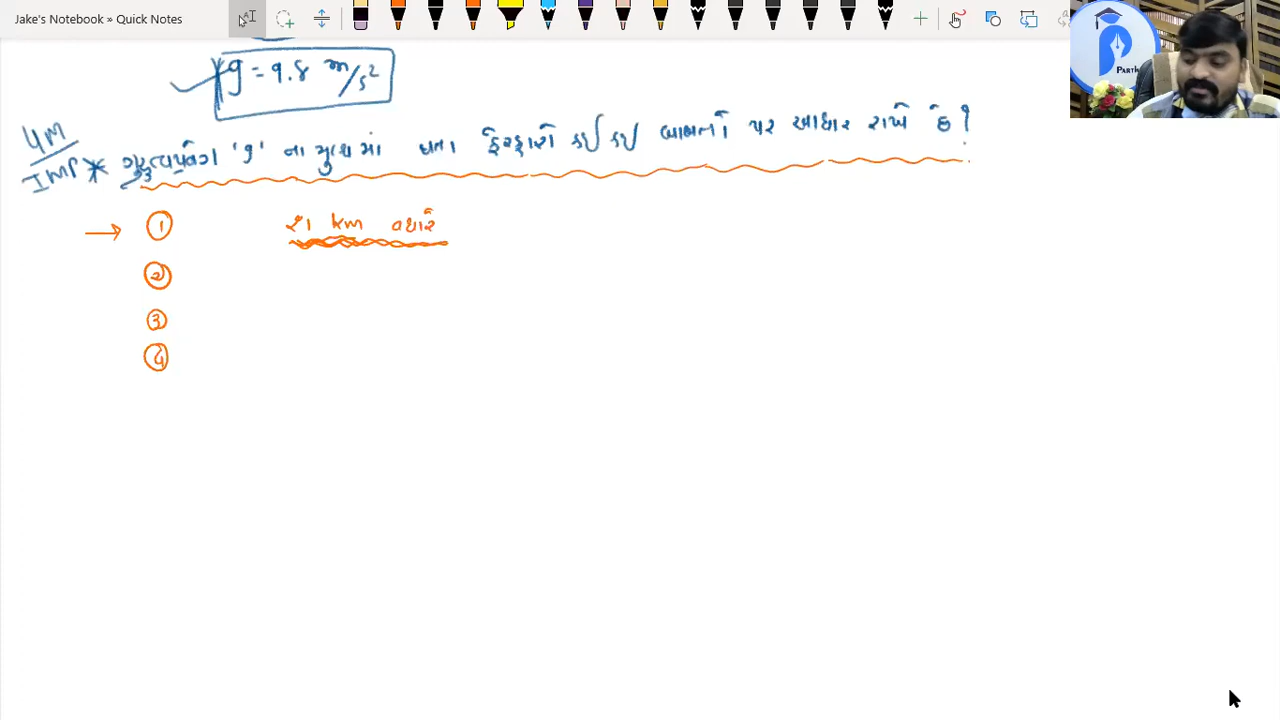 Jake's Notebook » Quick Notes
Parth
g = 9.8 m/s²
4M
IMP * ગુરુત્વપ્રવેગ 'g' ના મુલ્ય માં થતા ફેરફારો કઈ કઈ બાબતો પર આધાર રાખે છે?
→ ① ૨૧ km વધારે
②
③
④